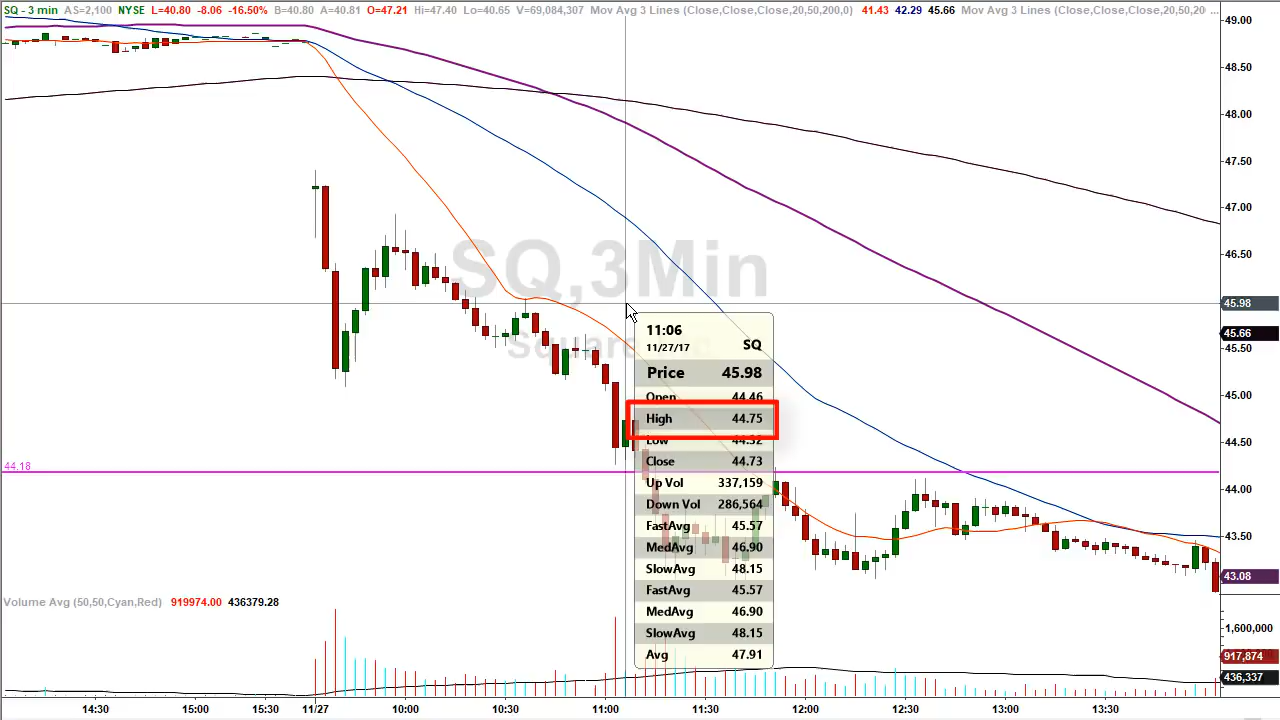 SQ - 3 min AS=2,100 NYSE L=40.80 -8.06 -16.50% B=40.80 A=40.81 O=47.21 Hi=47.40 Lo=40.65 V=69,084,307 Mov Avg 3 Lines (Close,Close,Close,20,50,200,0) 41.43 42.29 45.66 Mov Avg 3 Lines (Close,Close,Close,20,50,20 ...
49.00
48.50
48.00
47.50
47.00
46.50
SQ,3Min
45.98
45.66
Square
45.50
45.00
44.50
44.18
44.00
43.50
43.08
11:06
11/27/17 SQ
Price 45.98
Open 44.46
High 44.75
Low 44.32
Close 44.73
Up Vol 337,159
Down Vol 286,564
FastAvg 45.57
MedAvg 46.90
SlowAvg 48.15
FastAvg 45.57
MedAvg 46.90
SlowAvg 48.15
Avg 47.91
Volume Avg (50,50,Cyan,Red) 919974.00 436379.28
1,600,000
917,874
436,337
14:30 15:00 15:30 11/27 10:00 10:30 11:00 11:30 12:00 12:30 13:00 13:30